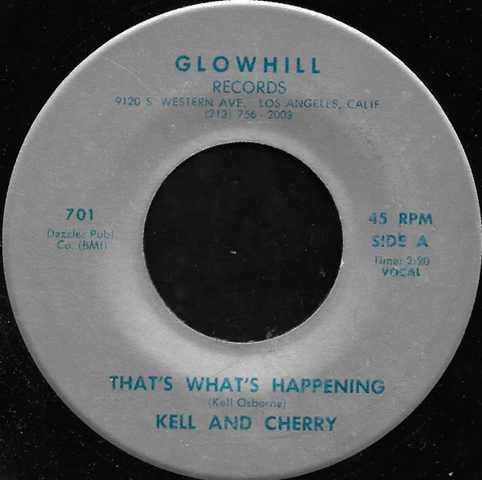 GLOWHILL
RECORDS
9120 S. WESTERN AVE. LOS ANGELES, CALIF.
(213) 756-2003
701
Dazzler Publ.
Co. (BMI)
45 RPM
SIDE A
Time: 2:20
VOCAL
THAT'S WHAT'S HAPPENING
(Kell Osborne)
KELL AND CHERRY